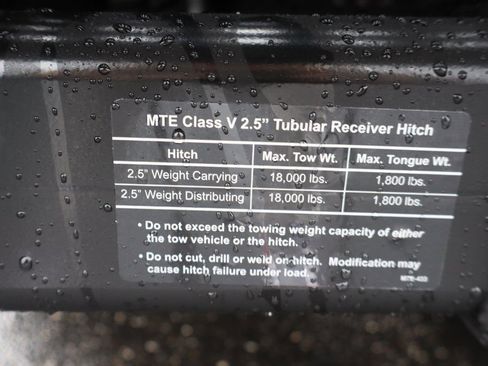 MTE Class V 2.5" Tubular Receiver Hitch
Hitch Max. Tow Wt. Max. Tongue Wt.
2.5" Weight Carrying 18,000 lbs. 1,800 lbs.
2.5" Weight Distributing 18,000 lbs. 1,800 lbs.
• Do not exceed the towing weight capacity of either
the tow vehicle or the hitch.
• Do not cut, drill or weld on hitch. Modification may
cause hitch failure under load.